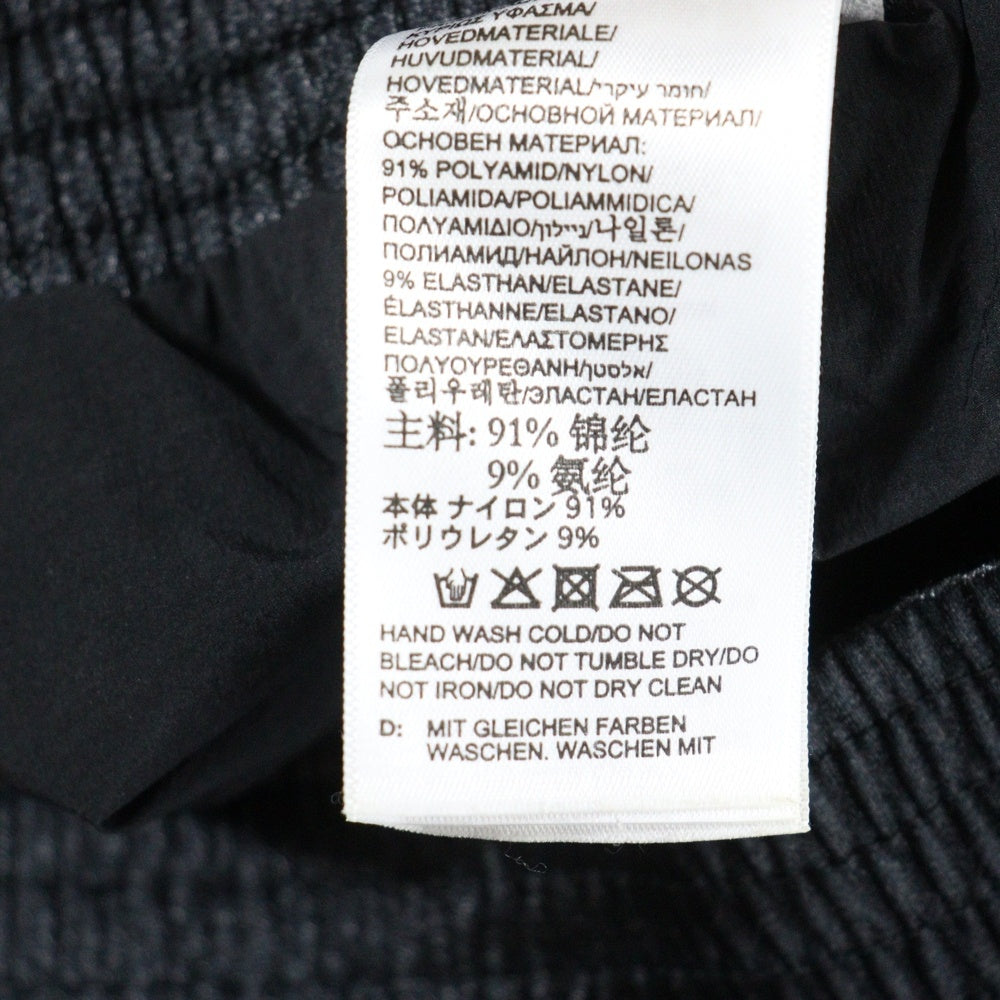 ΚΥΡΙΩΣ ΥΦΑΣΜΑ/
HOVEDMATERIALE/
HUVUDMATERIAL/
HOVEDMATERIAL/חומר עיקרי/
주소재/ОСНОВНОЙ МАТЕРИАЛ/
ОСНОВЕН МАТЕРИАЛ:
91% POLYAMID/NYLON/
POLIAMIDA/POLIAMMIDICA/
ΠΟΛΥΑΜΙΔΙΟ/ניילון/나일론/
ПОЛИАМИД/НАЙЛОН/NEILONAS
9% ELASTHAN/ELASTANE/
ÉLASTHANNE/ELASTANO/
ELASTAN/ΕΛΑΣΤΟΜΕΡΗΣ
ΠΟΛΥΟΥΡΕΘΑΝΗ/אלסטן/
폴리우레탄/ЭЛАСТАН/ЕЛАСТАН
主料: 91% 锦纶
9% 氨纶
本体 ナイロン 91%
ポリウレタン 9%
HAND WASH COLD/DO NOT
BLEACH/DO NOT TUMBLE DRY/DO
NOT IRON/DO NOT DRY CLEAN
D: MIT GLEICHEN FARBEN
WASCHEN. WASCHEN MIT